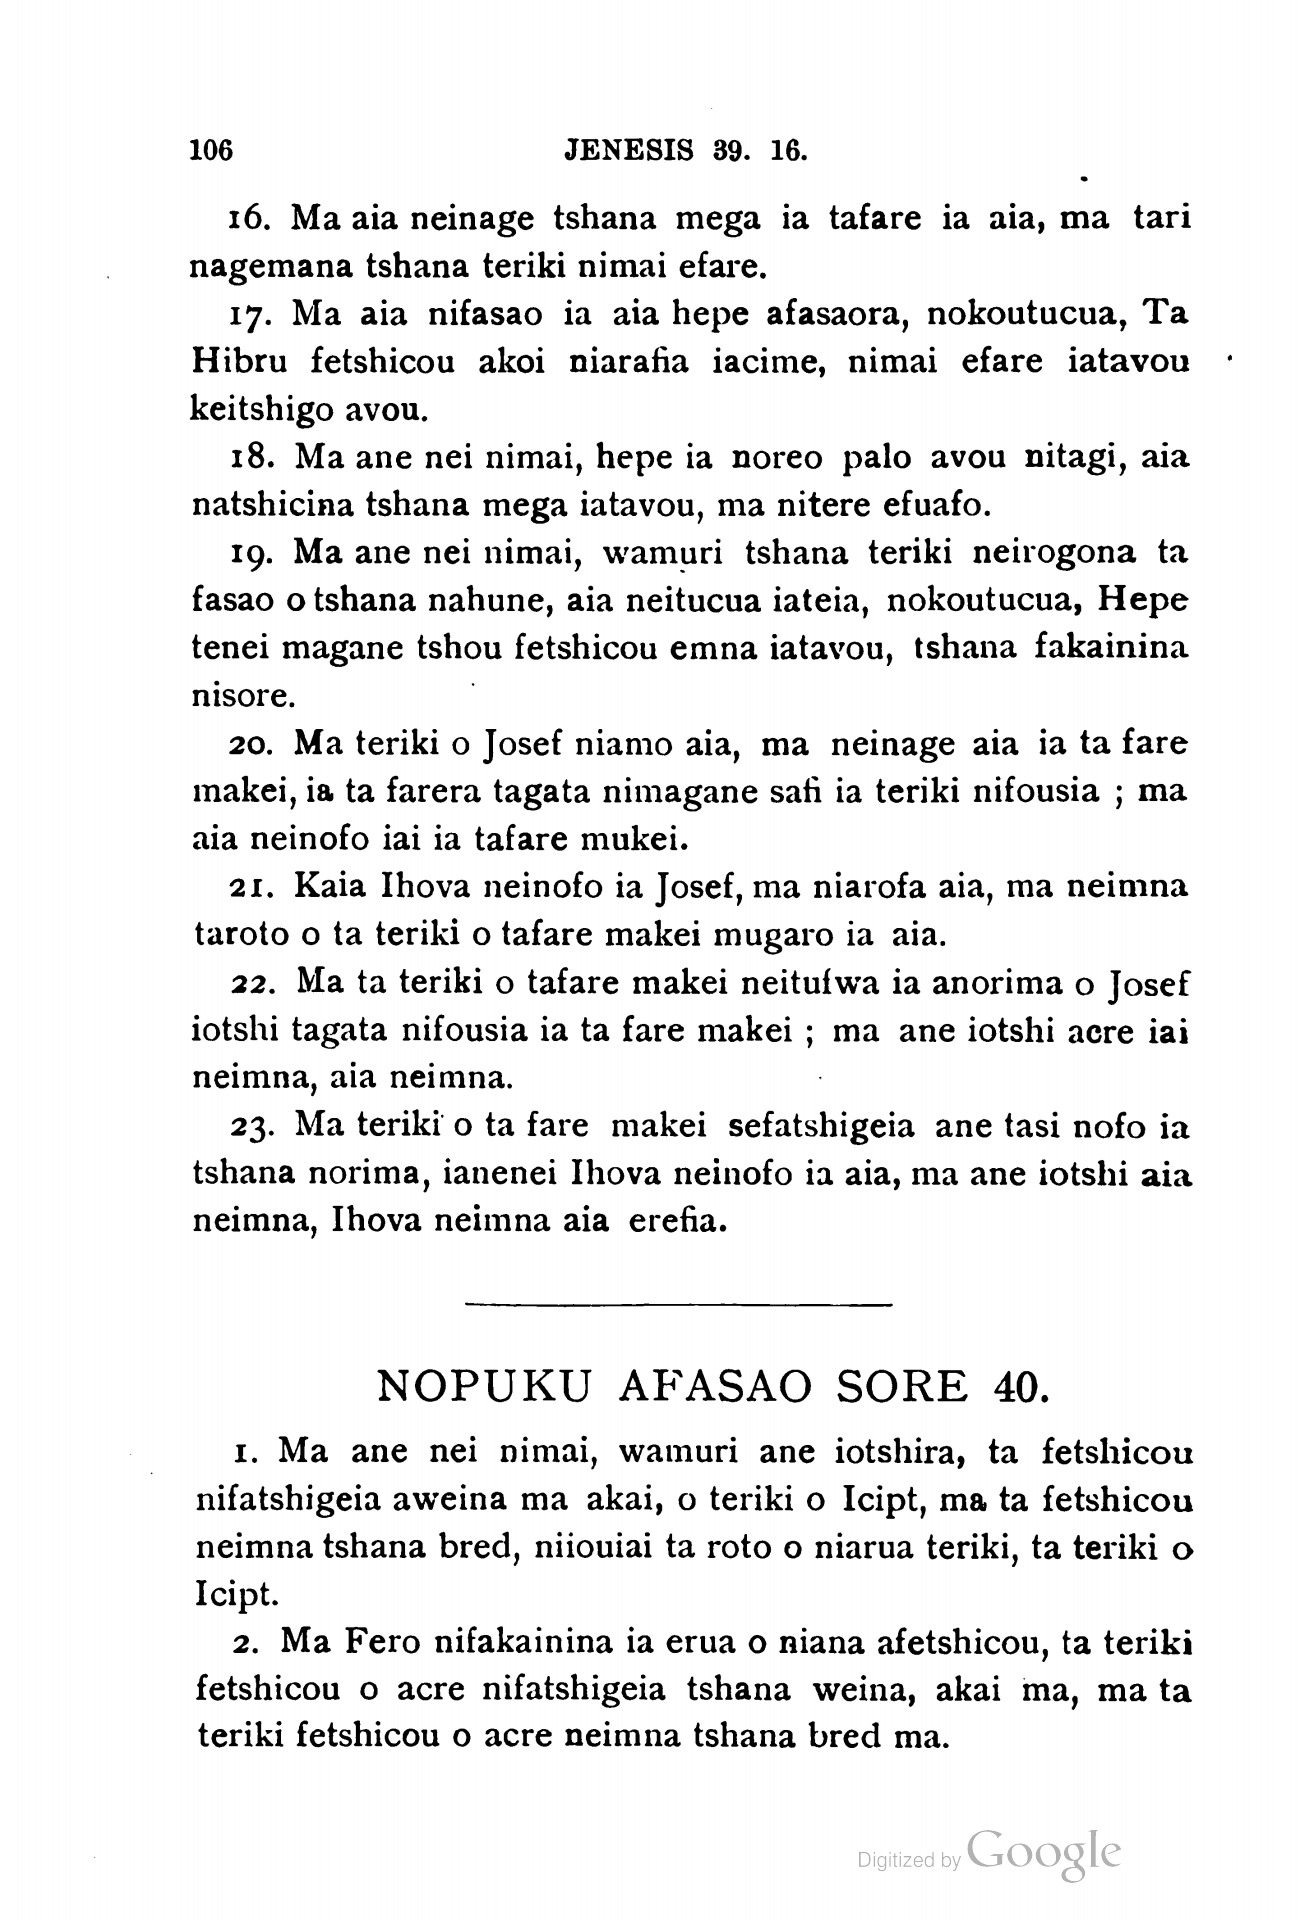 106 JENESIS 39. 16.
16. Ma aia neinage tshana mega ia tafare ia aia, ma tari
nagemana tshana teriki nimai efare.
17. Ma aia nifasao ia aia hepe afasaora, nokoutucua, Ta
Hibru fetshicou akoi niarafia iacime, nimai efare iatavou
keitshigo avou.
18. Ma ane nei nimai, hepe ia noreo palo avou nitagi, aia
natshicina tshana mega iatavou, ma nitere efuafo.
19. Ma ane nei nimai, wamuri tshana teriki neirogona ta
fasao o tshana nahune, aia neitucua iateia, nokoutucua, Hepe
tenei magane tshou fetshicou emna iatavou, tshana fakainina
nisore.
20. Ma teriki o Josef niamo aia, ma neinage aia ia ta fare
makei, ia ta farera tagata nimagane safi ia teriki nifousia ; ma
aia neinofo iai ia tafare mukei.
21. Kaia Ihova neinofo ia Josef, ma niarofa aia, ma neimna
taroto o ta teriki o tafare makei mugaro ia aia.
22. Ma ta teriki o tafare makei neitufwa ia anorima o Josef
iotshi tagata nifousia ia ta fare makei ; ma ane iotshi acre iai
neimna, aia neimna.
23. Ma teriki o ta fare makei sefatshigeia ane tasi nofo ia
tshana norima, ianenei Ihova neinofo ia aia, ma ane iotshi aia
neimna, Ihova neimna aia erefia.
NOPUKU AFASAO SORE 40.
1. Ma ane nei nimai, wamuri ane iotshira, ta fetshicou
nifatshigeia aweina ma akai, o teriki o Icipt, ma ta fetshicou
neimna tshana bred, niiouiai ta roto o niarua teriki, ta teriki o
Icipt.
2. Ma Fero nifakainina ia erua o niana afetshicou, ta teriki
fetshicou o acre nifatshigeia tshana weina, akai ma, ma ta
teriki fetshicou o acre neimna tshana bred ma.
Digitized by Google